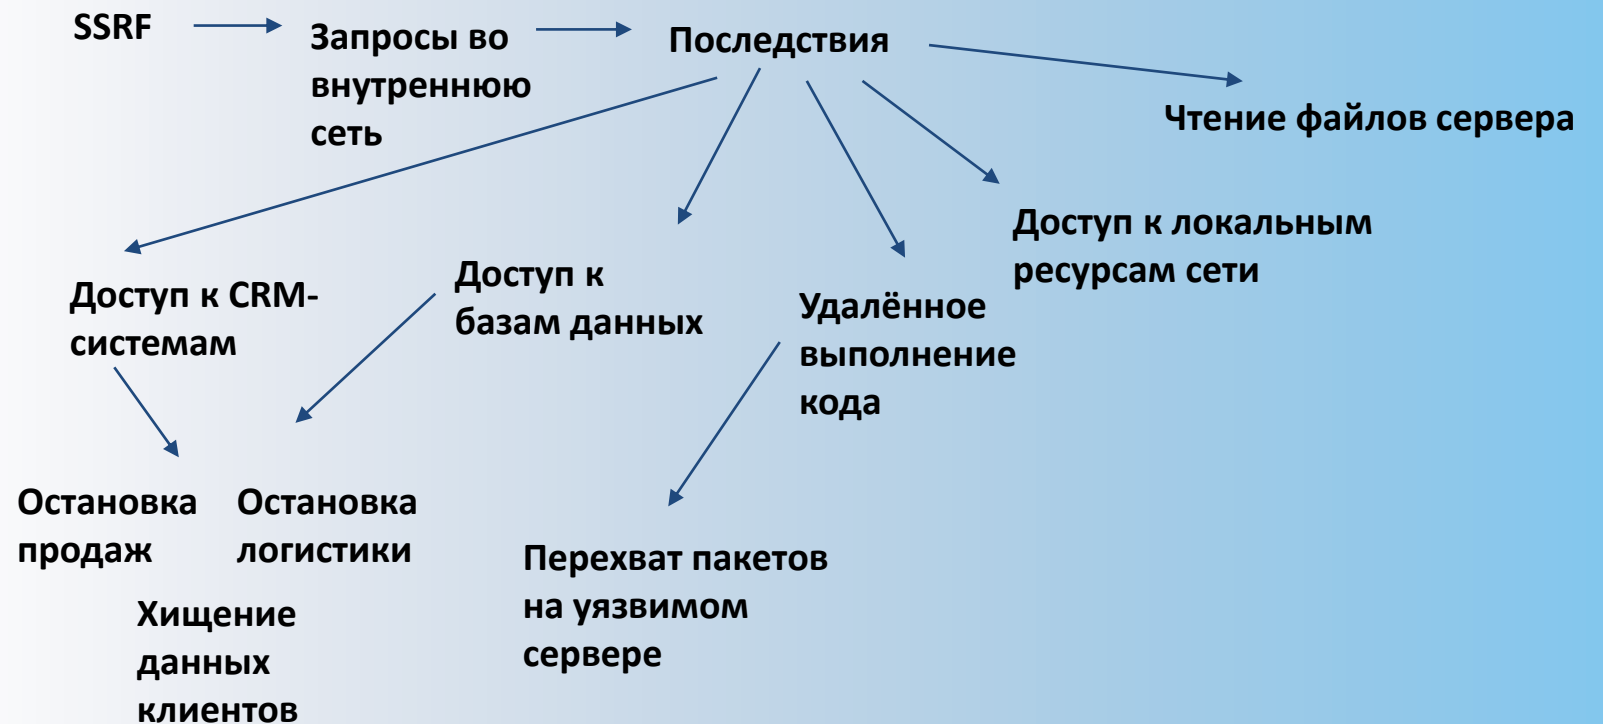 SSRF
Запросы во
внутреннюю
сеть
Последствия
Чтение файлов сервера
Доступ к локальным
ресурсам сети
Доступ к CRM-
системам
Доступ к
базам данных
Удалённое
выполнение
кода
Остановка
продаж
Остановка
логистики
Хищение
данных
клиентов
Перехват пакетов
на уязвимом
сервере